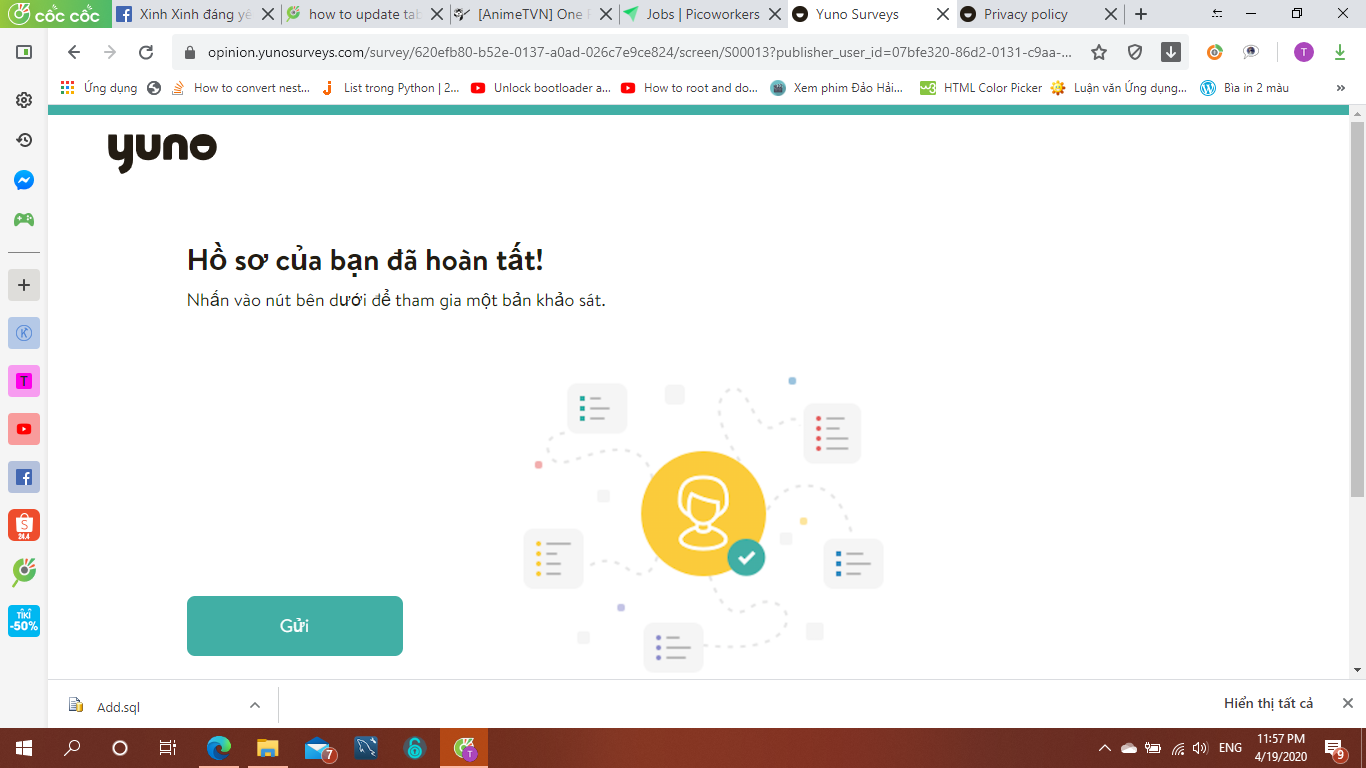 cốc cốc
Xinh Xinh đáng yê
how to update tab
[AnimeTVN] One P
Jobs | Picoworkers
Yuno Surveys
Privacy policy
opinion.yunosurveys.com/survey/620efb80-b52e-0137-a0ad-026c7e9ce824/screen/S00013?publisher_user_id=07bfe320-86d2-0131-c9aa-...
T
Ứng dụng
How to convert nest...
List trong Python | 2...
Unlock bootloader a...
How to root and do...
Xem phim Đảo Hải...
HTML Color Picker
Luận văn Ứng dụng...
Bìa in 2 màu
»
yuno
Hồ sơ của bạn đã hoàn tất!
Nhấn vào nút bên dưới để tham gia một bản khảo sát.
K
T
S
24.4
TIKI
-50%
Gửi
Add.sql
Hiển thị tất cả
7
T
ENG
11:57 PM
4/19/2020
9